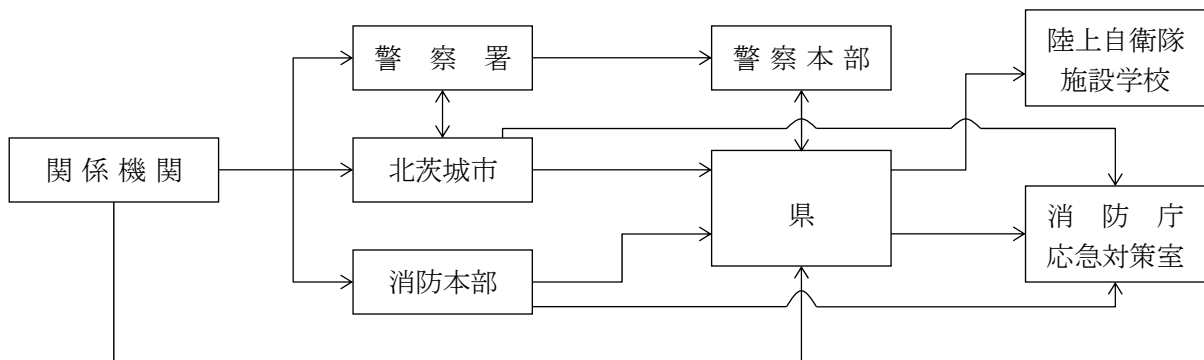 関係機関
警察署
北茨城市
消防本部
警察本部
県
陸上自衛隊
施設学校
消防庁
応急対策室